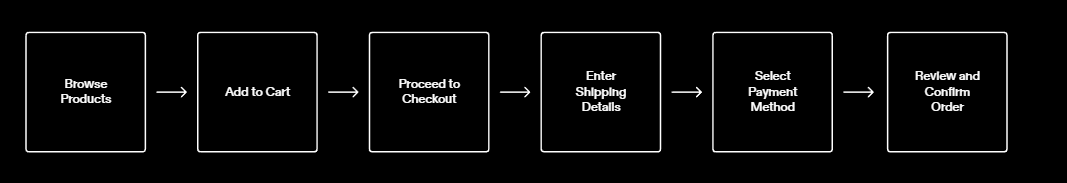 Browse
Products
Add to Cart
Proceed to
Checkout
Enter
Shipping
Details
Select
Payment
Method
Review and
Confirm
Order